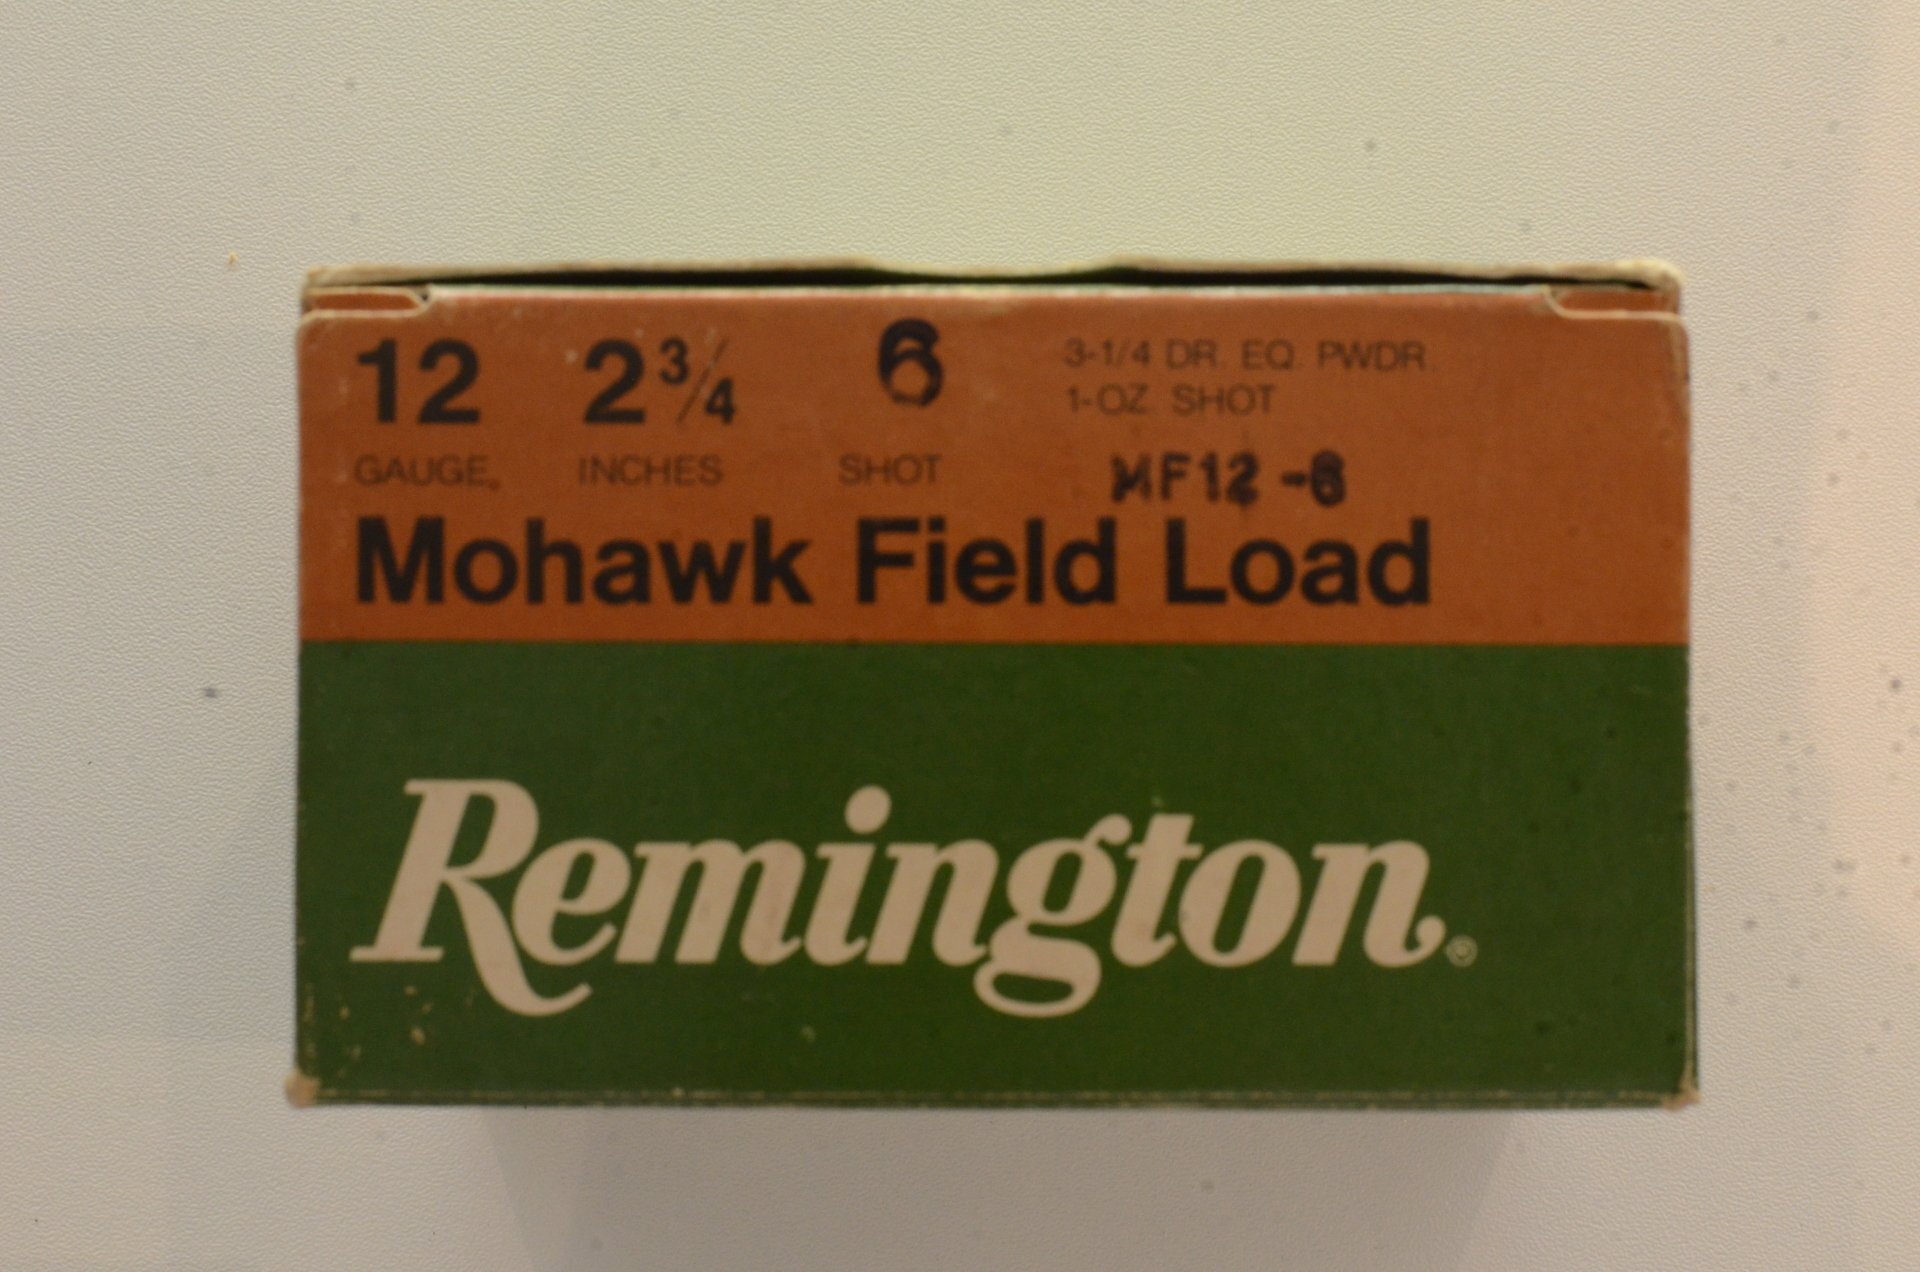 12 2 3/4 6 3-1/4 DR. EQ. PWDR.
1-OZ. SHOT
GAUGE, INCHES SHOT MF12-6
Mohawk Field Load
Remington®